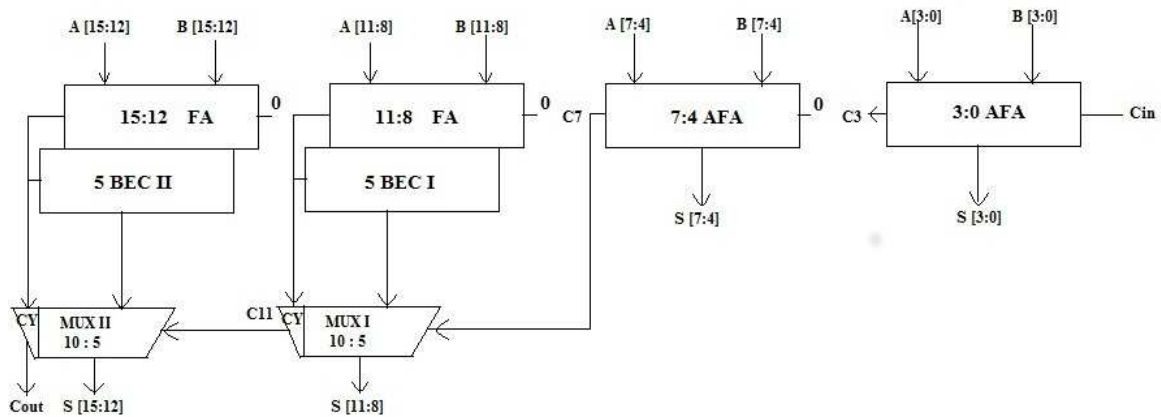 A [15:12]
B [15:12]
A [11:8]
B [11:8]
A [7:4]
B [7:4]
A[3:0]
B [3:0]
15:12 FA
0
11:8 FA
0
C7
7:4 AFA
0
C3
3:0 AFA
Cin
5 BEC II
5 BEC I
S [7:4]
S [3:0]
CY
MUX II
10 : 5
C11
CY
MUX I
10 : 5
Cout
S [15:12]
S [11:8]